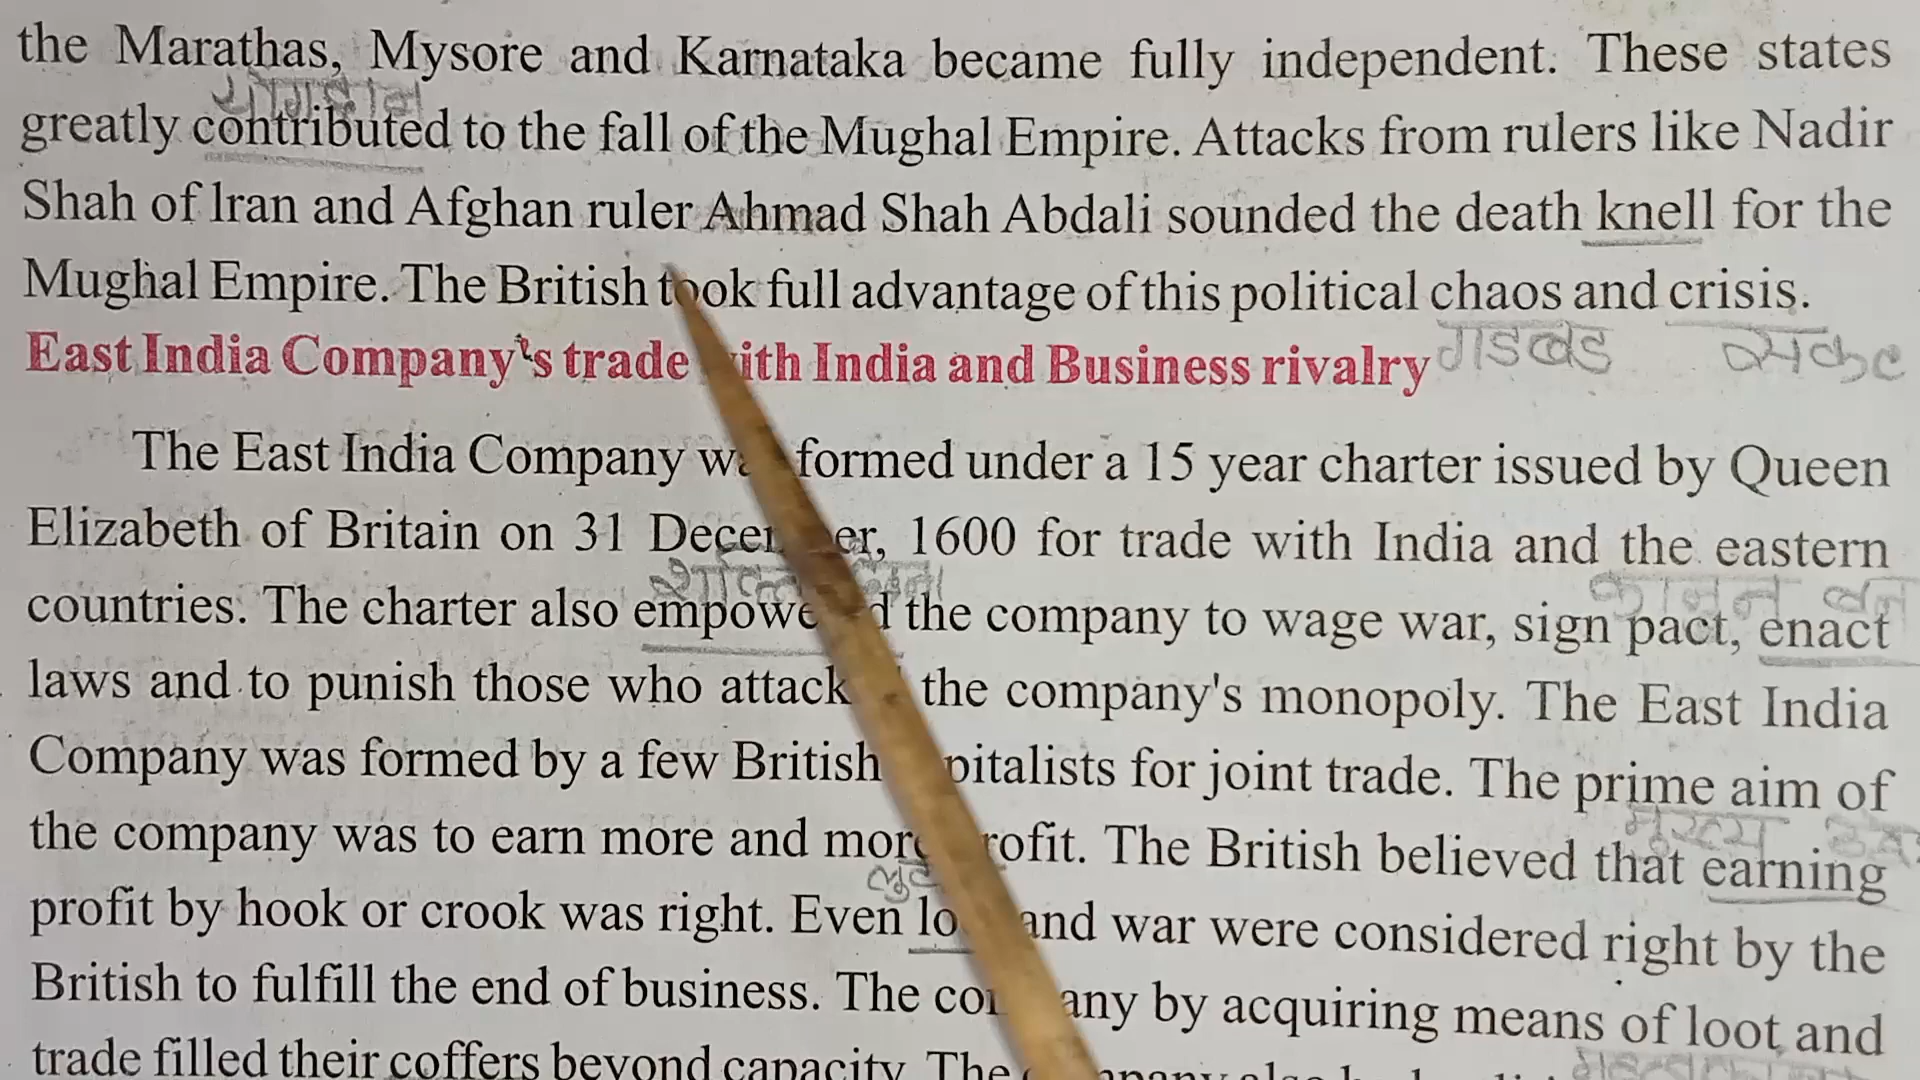 the Marathas, Mysore and Karnataka became fully independent. These states
योगदान
greatly contributed to the fall of the Mughal Empire. Attacks from rulers like Nadir
Shah of Iran and Afghan ruler Ahmad Shah Abdali sounded the death knell for the
Mughal Empire. The British took full advantage of this political chaos and crisis.
East India Company's trade with India and Business rivalry
The East India Company was formed under a 15 year charter issued by Queen
Elizabeth of Britain on 31 December, 1600 for trade with India and the eastern
countries. The charter also empowered the company to wage war, sign pact, enact
laws and to punish those who attacked the company's monopoly. The East India
Company was formed by a few British capitalists for joint trade. The prime aim of
the company was to earn more and more profit. The British believed that earning
profit by hook or crook was right. Even loot and war were considered right by the
British to fulfill the end of business. The company by acquiring means of loot and
trade filled their coffers beyond capacity. The